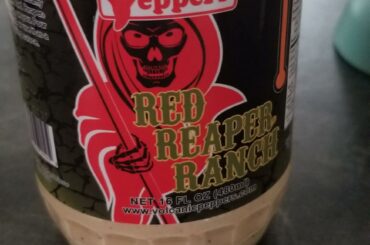 Peppers
RED
REAPER
RANCH
NET 16 FL OZ (480ml)
www.volcanicpeppers.com